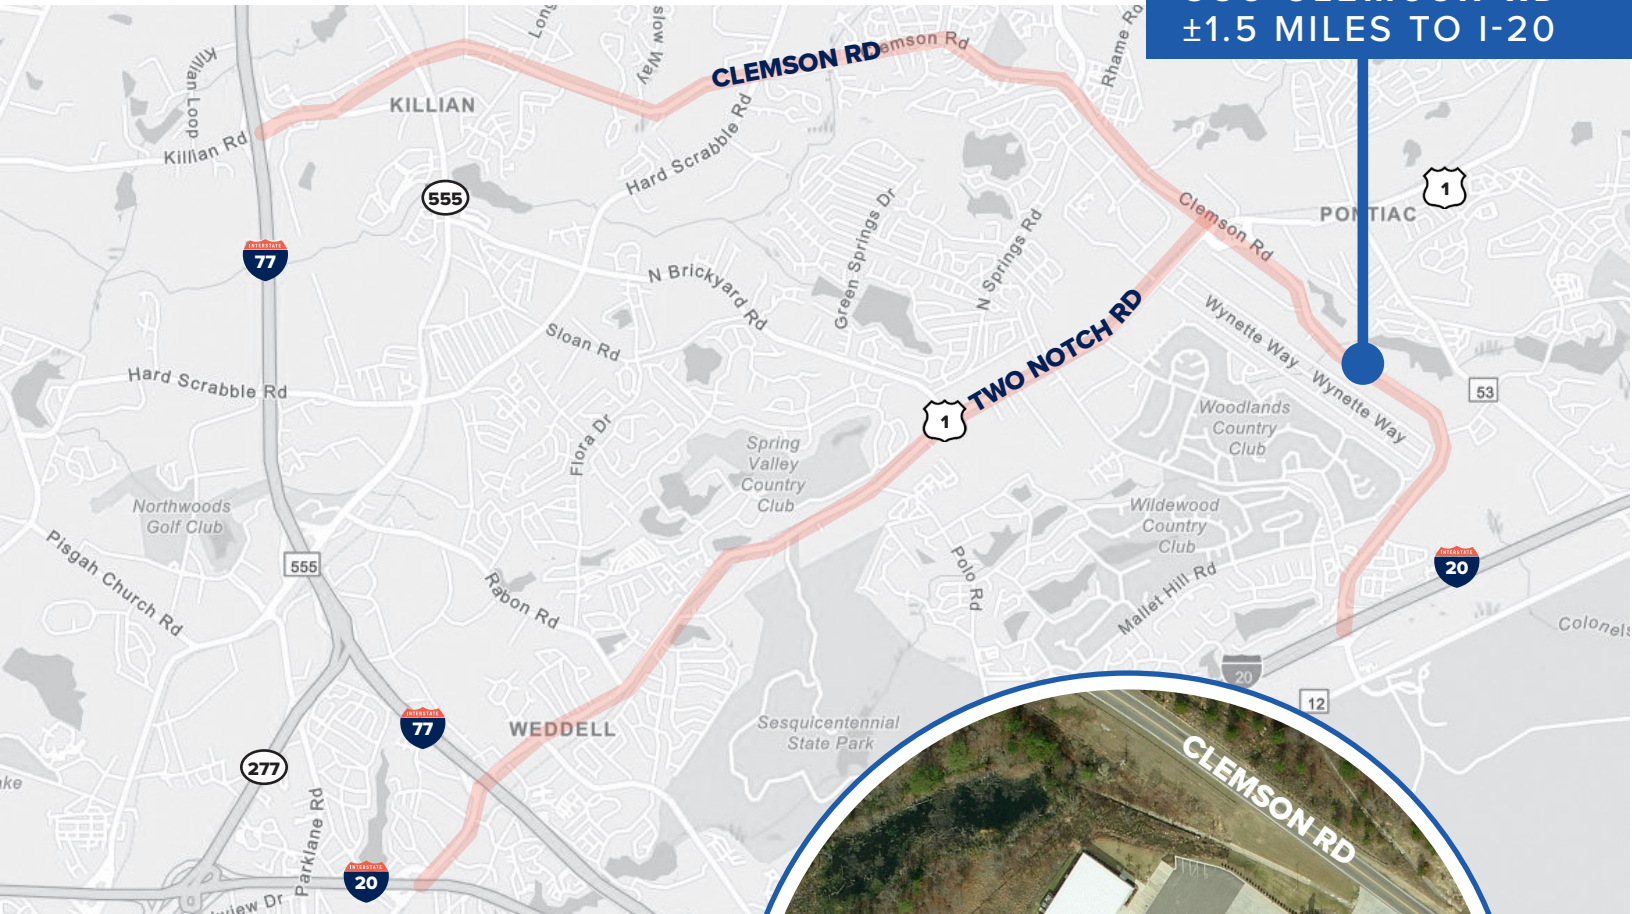 ±1.5 MILES TO I-20
CLEMSON RD
Clemson Rd
Rhame Rd
Killian Loop
KILLIAN
Killian Rd
Hard Scrabble Rd
555
INTERSTATE
77
1
PONTIAC
Clemson Rd
Green Springs Dr
N Springs Rd
N Brickyard Rd
Sloan Rd
TWO NOTCH RD
Wynette Way
Wynette Way
Hard Scrabble Rd
53
1
Woodlands
Country
Club
Flora Dr
Spring
Valley
Country
Club
Northwoods
Golf Club
Wildewood
Country
Club
Pisgah Church Rd
555
Polo Rd
Mallet Hill Rd
INTERSTATE
20
Rabon Rd
20
12
INTERSTATE
77
WEDDELL
Sesquicentennial
State Park
277
Parklane Rd
INTERSTATE
20
CLEMSON RD